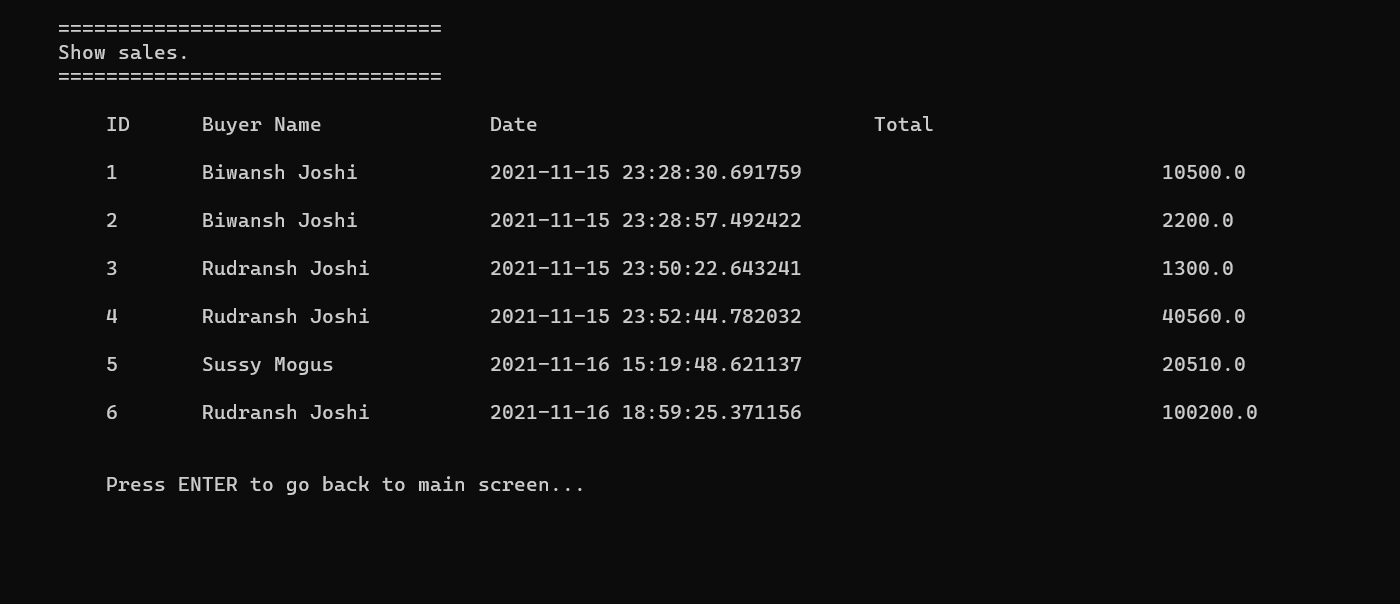 ================================
Show sales.
================================
ID Buyer Name Date Total
1 Biwansh Joshi 2021-11-15 23:28:30.691759 10500.0
2 Biwansh Joshi 2021-11-15 23:28:57.492422 2200.0
3 Rudransh Joshi 2021-11-15 23:50:22.643241 1300.0
4 Rudransh Joshi 2021-11-15 23:52:44.782032 40560.0
5 Sussy Mogus 2021-11-16 15:19:48.621137 20510.0
6 Rudransh Joshi 2021-11-16 18:59:25.371156 100200.0
Press ENTER to go back to main screen...